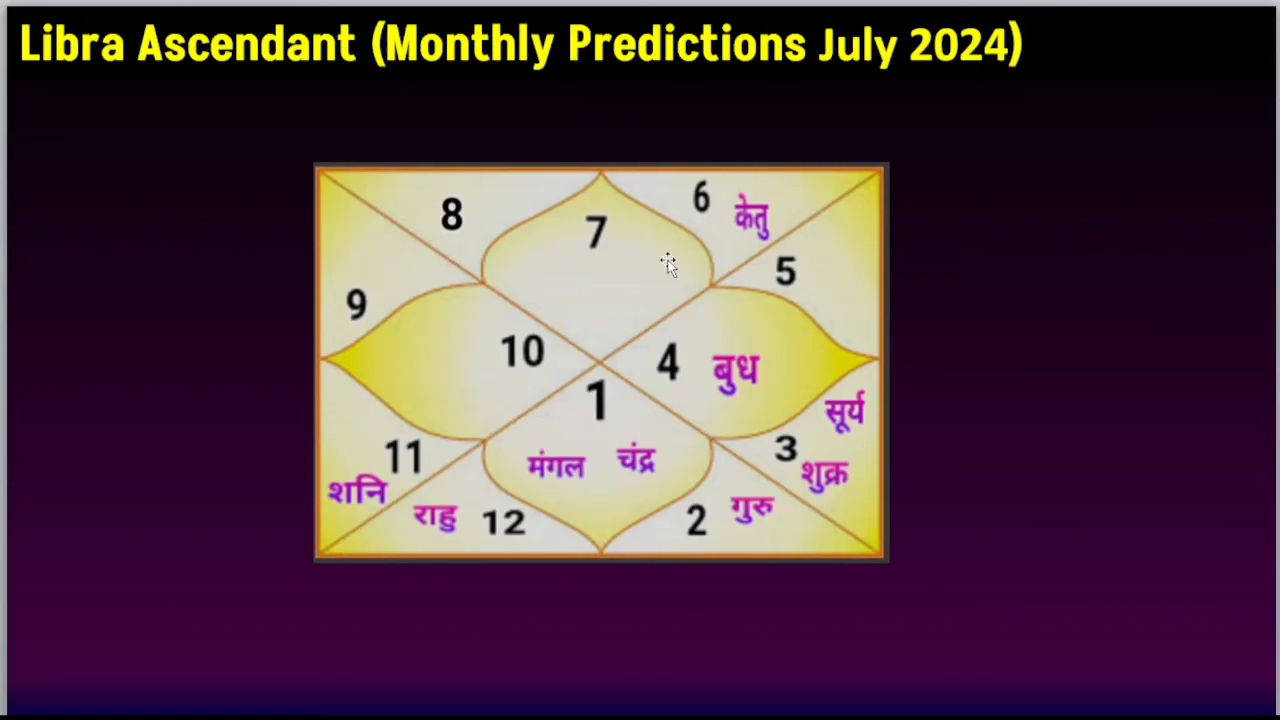 Libra Ascendant (Monthly Predictions July 2024)
8
7
6 केतु
5
9
10
4 बुध
1
मंगल चंद्र
सूर्य
3
शुक्र
11
शनि
राहु 12
2 गुरु